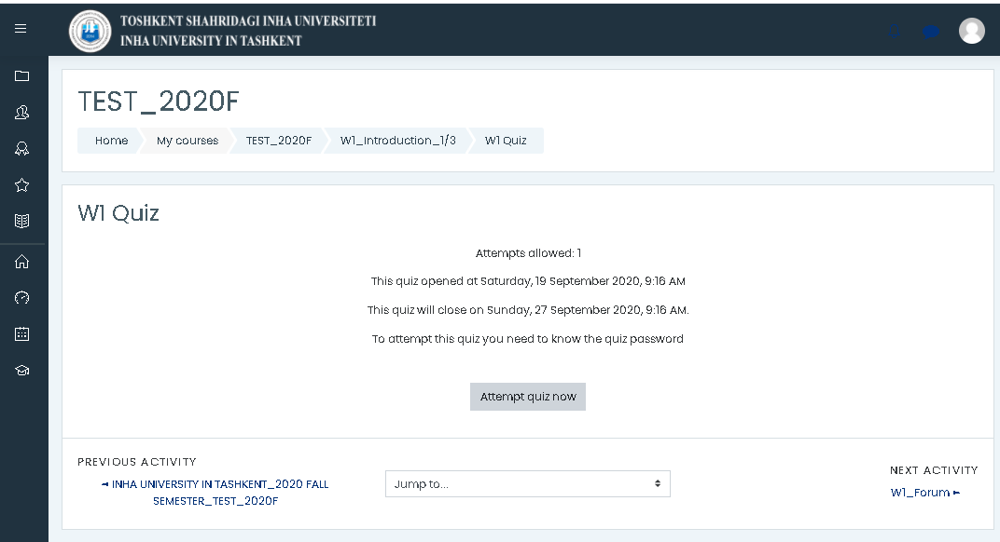 TOSHKENT SHAHRIDAGI INHA UNIVERSITETI
INHA UNIVERSITY IN TASHKENT
TEST_2020F
Home My courses TEST_2020F W1_Introduction_1/3 W1 Quiz
W1 Quiz
Attempts allowed: 1
This quiz opened at Saturday, 19 September 2020, 9:16 AM
This quiz will close on Sunday, 27 September 2020, 9:16 AM.
To attempt this quiz you need to know the quiz password
Attempt quiz now
PREVIOUS ACTIVITY
◄ INHA UNIVERSITY IN TASHKENT_2020 FALL
SEMESTER_TEST_2020F
Jump to...
NEXT ACTIVITY
W1_Forum ►